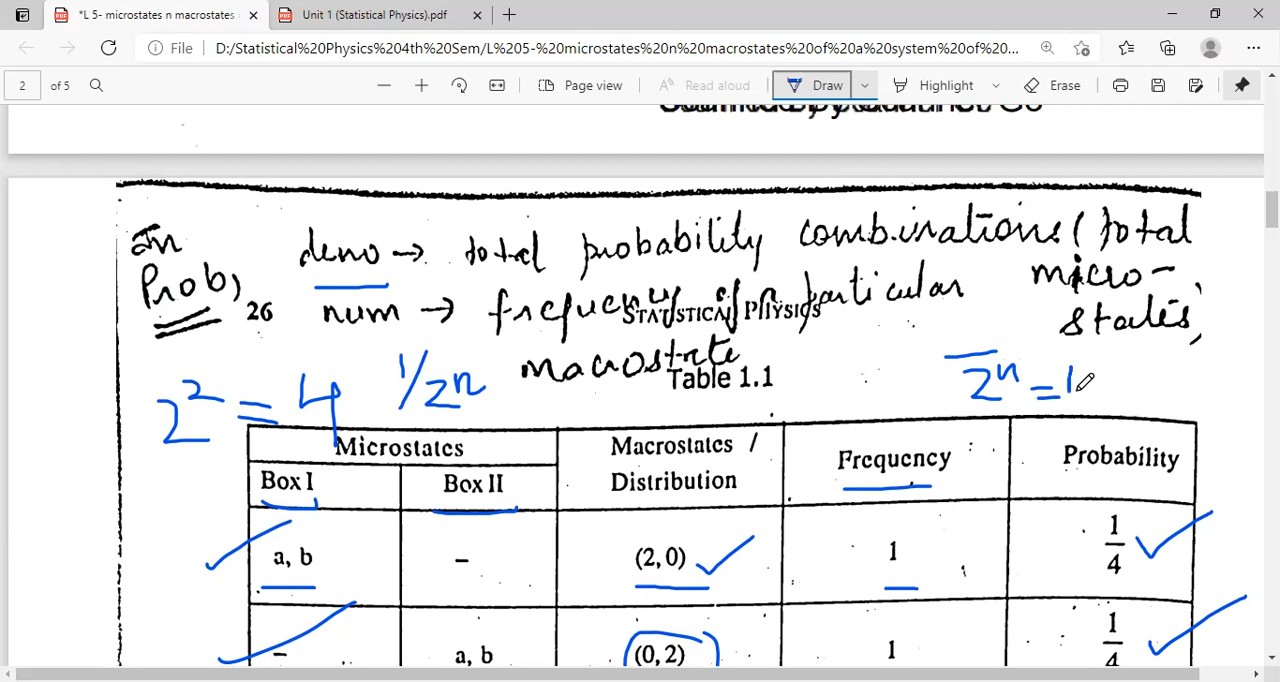 *L 5- microstates n macrostates
Unit 1 (Statistical Physics).pdf
File
D:/Statistical%20Physics%204th%20Sem/L%205-%20microstates%20n%20macrostates%20of%20a%20system%20of%20...
2 of 5
Page view
Read aloud
Draw
Highlight
Erase
In Prob,
deno → total probability combinations (total micro-states)
26
num → frequency of particular macrostate
STATISTICAL PHYSICS
Table 1.1
2² = 4
1/2ⁿ
2ⁿ = 1
Microstates
Macrostates / Distribution
Frequency
Probability
Box I
Box II
a, b
–
(2, 0)
1
1/4
–
a, b
(0, 2)
1
1/4